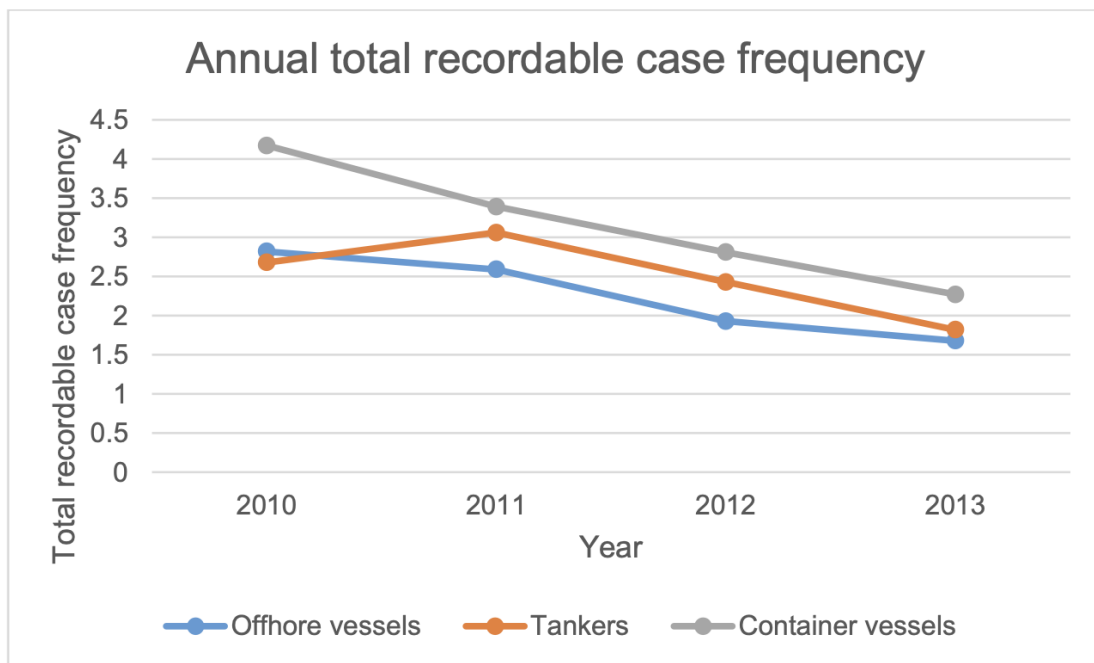 Annual total recordable case frequency
Total recordable case frequency
4.5
4
3.5
3
2.5
2
1.5
1
0.5
0
2010 2011 2012 2013
Year
Offhore vessels Tankers Container vessels